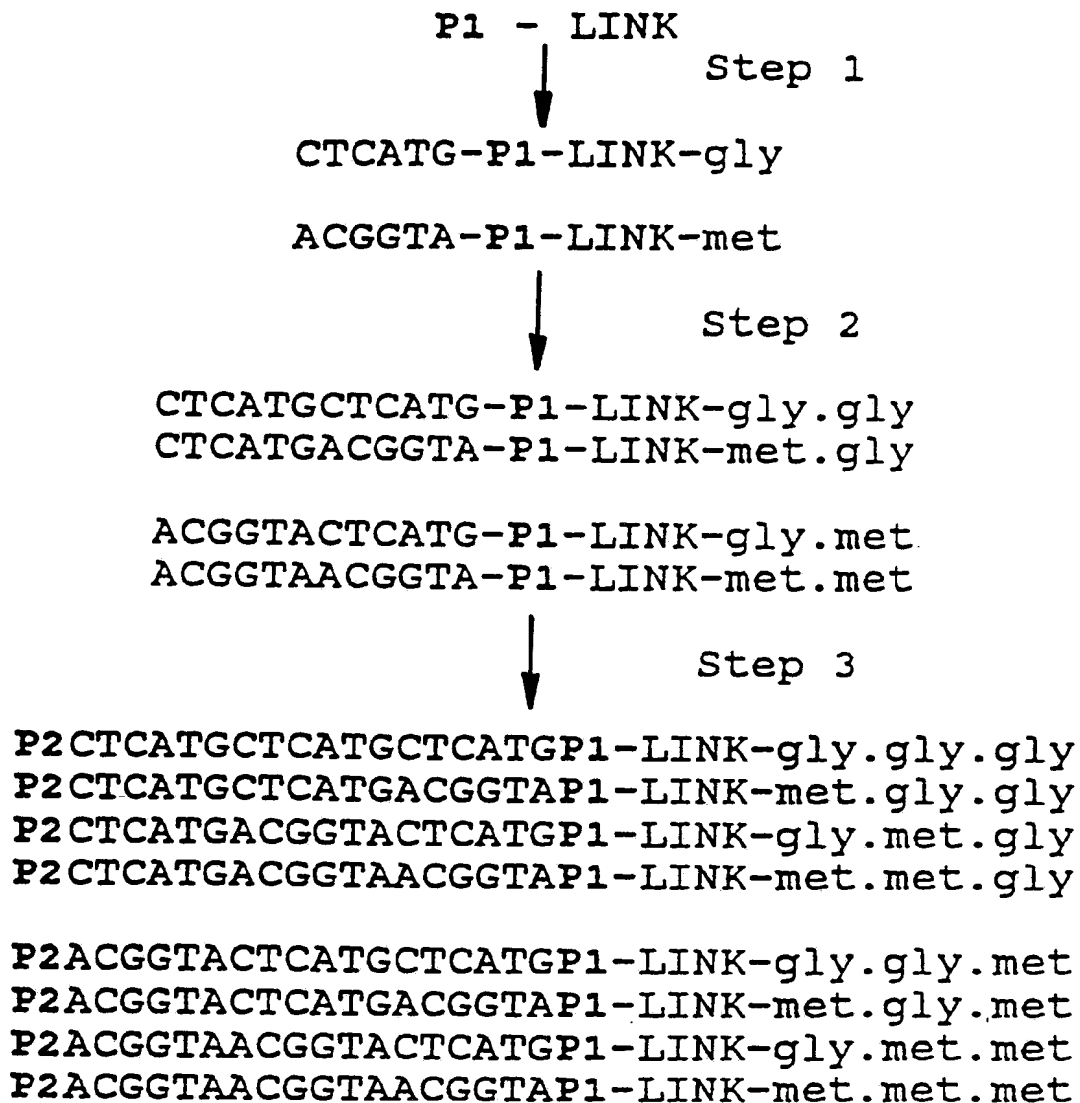 P1 - LINK
Step 1
CTCATG-P1-LINK-gly
ACGGTA-P1-LINK-met
Step 2
CTCATGCTCATG-P1-LINK-gly.gly
CTCATGACGGTA-P1-LINK-met.gly
ACGGTACTCATG-P1-LINK-gly.met
ACGGTAACGGTA-P1-LINK-met.met
Step 3
P2CTCATGCTCATGCTCATGP1-LINK-gly.gly.gly
P2CTCATGCTCATGACGGTAP1-LINK-met.gly.gly
P2CTCATGACGGTACTCATGP1-LINK-gly.met.gly
P2CTCATGACGGTAACGGTAP1-LINK-met.met.gly
P2ACGGTACTCATGCTCATGP1-LINK-gly.gly.met
P2ACGGTACTCATGACGGTAP1-LINK-met.gly.met
P2ACGGTAACGGTACTCATGP1-LINK-gly.met.met
P2ACGGTAACGGTAACGGTAP1-LINK-met.met.met